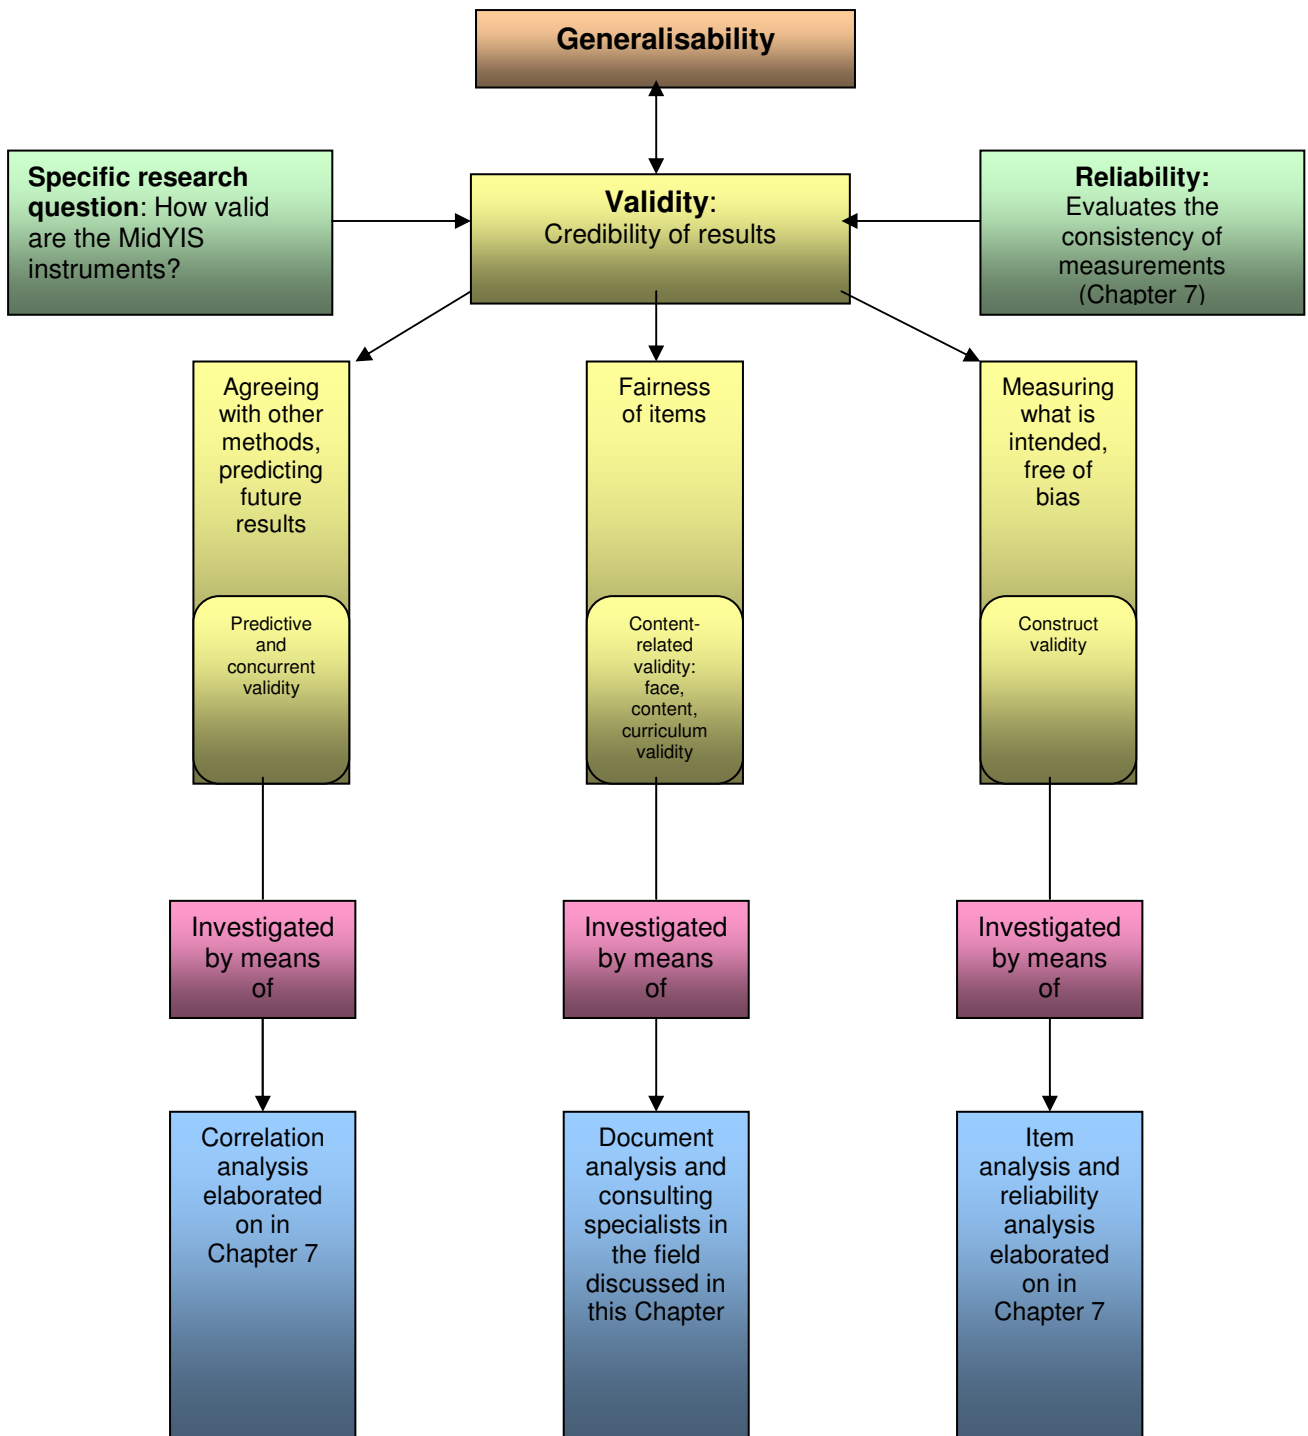 Generalisability
Specific research
question: How valid
are the MidYIS
instruments?
Validity:
Credibility of results
Reliability:
Evaluates the
consistency of
measurements
(Chapter 7)
Agreeing
with other
methods,
predicting
future
results
Predictive
and
concurrent
validity
Fairness
of items
Content-
related
validity:
face,
content,
curriculum
validity
Measuring
what is
intended,
free of
bias
Construct
validity
Investigated
by means
of
Investigated
by means
of
Investigated
by means
of
Correlation
analysis
elaborated
on in
Chapter 7
Document
analysis and
consulting
specialists in
the field
discussed in
this Chapter
Item
analysis and
reliability
analysis
elaborated
on in
Chapter 7